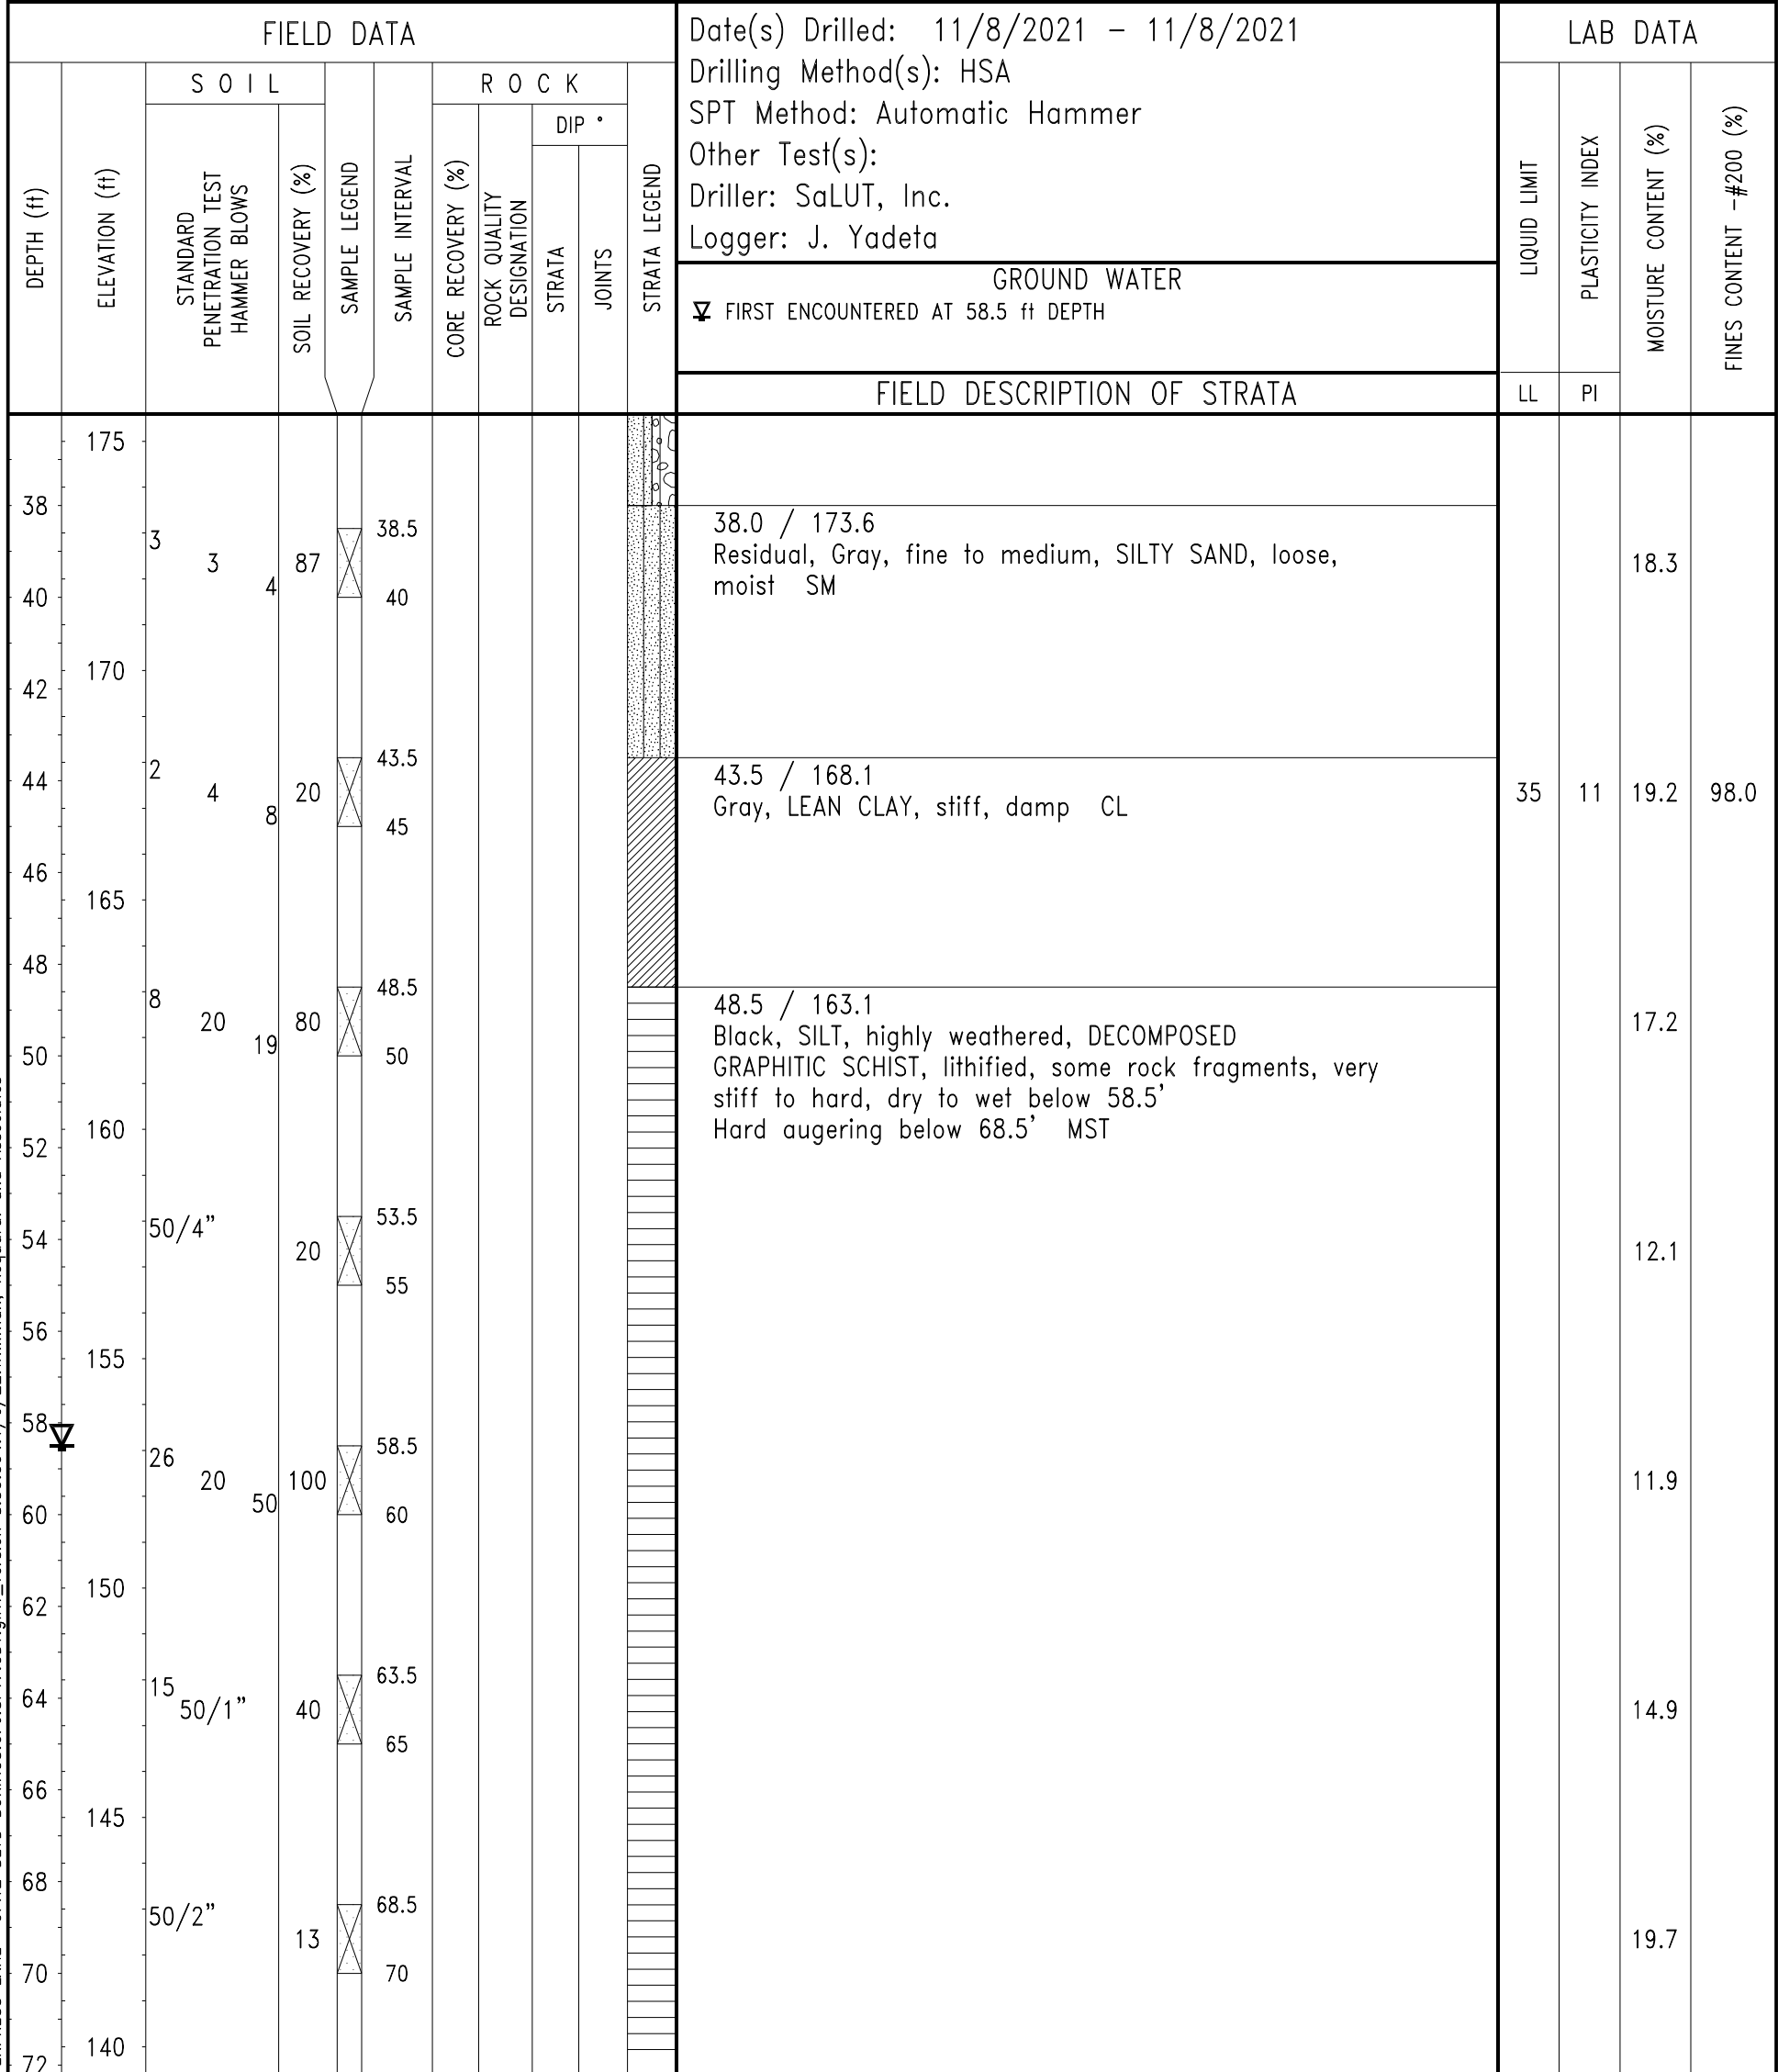 FIELD DATA
Date(s) Drilled: 11/8/2021 - 11/8/2021
LAB DATA
SOIL
ROCK
Drilling Method(s): HSA
SPT Method: Automatic Hammer
DIP °
Other Test(s):
Driller: SaLUT, Inc.
Logger: J. Yadeta
DEPTH (ft)
ELEVATION (ft)
STANDARD
PENETRATION TEST
HAMMER BLOWS
SOIL RECOVERY (%)
SAMPLE LEGEND
SAMPLE INTERVAL
CORE RECOVERY (%)
ROCK QUALITY
DESIGNATION
STRATA
JOINTS
STRATA LEGEND
LIQUID LIMIT
PLASTICITY INDEX
MOISTURE CONTENT (%)
FINES CONTENT -#200 (%)
GROUND WATER
FIRST ENCOUNTERED AT 58.5 ft DEPTH
FIELD DESCRIPTION OF STRATA
LL PI
175
38
38.0 / 173.6
3 38.5
Residual, Gray, fine to medium, SILTY SAND, loose,
3 87 18.3
moist SM
4
40 40
170
42
43.5 / 168.1
2 43.5
44 4 20 35 11 19.2 98.0
Gray, LEAN CLAY, stiff, damp CL
8
45
46
165
48
48.5 / 163.1
8 48.5
20 80 17.2
Black, SILT, highly weathered, DECOMPOSED
19
50 50
GRAPHITIC SCHIST, lithified, some rock fragments, very
stiff to hard, dry to wet below 58.5'
160
Hard augering below 68.5' MST
52
53.5
50/4"
54
20 12.1
55
56
155
58
58.5
26
20 100 11.9
50
60 60
150
62
63.5
15
64
50/1" 40 14.9
65
66
145
68
68.5
50/2"
13 19.7
70 70
140
72